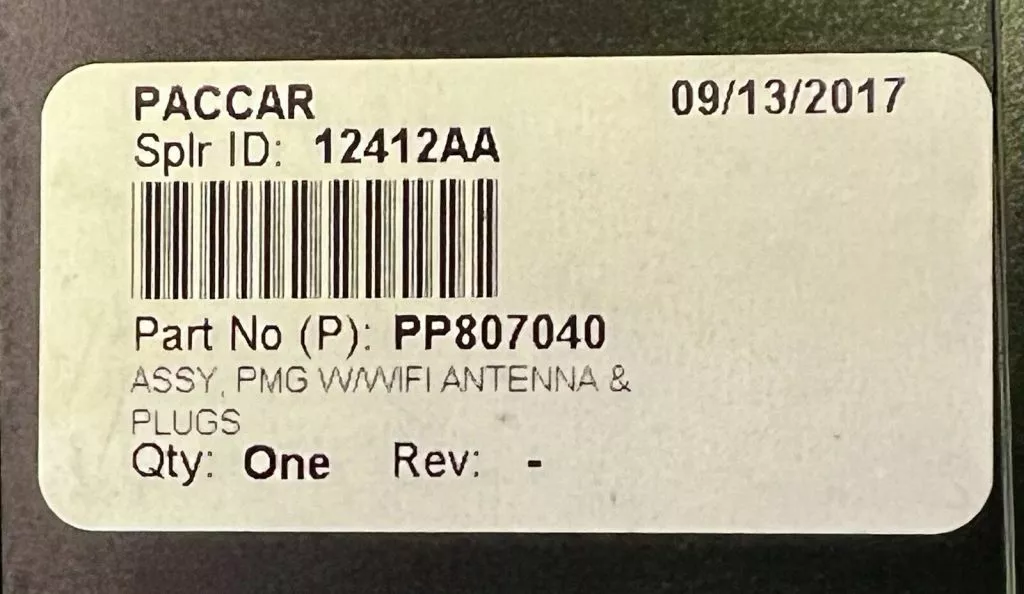 PACCAR 09/13/2017
Splr ID: 12412AA
Part No (P): PP807040
ASSY, PMG W/WIFI ANTENNA &
PLUGS
Qty: One Rev: -